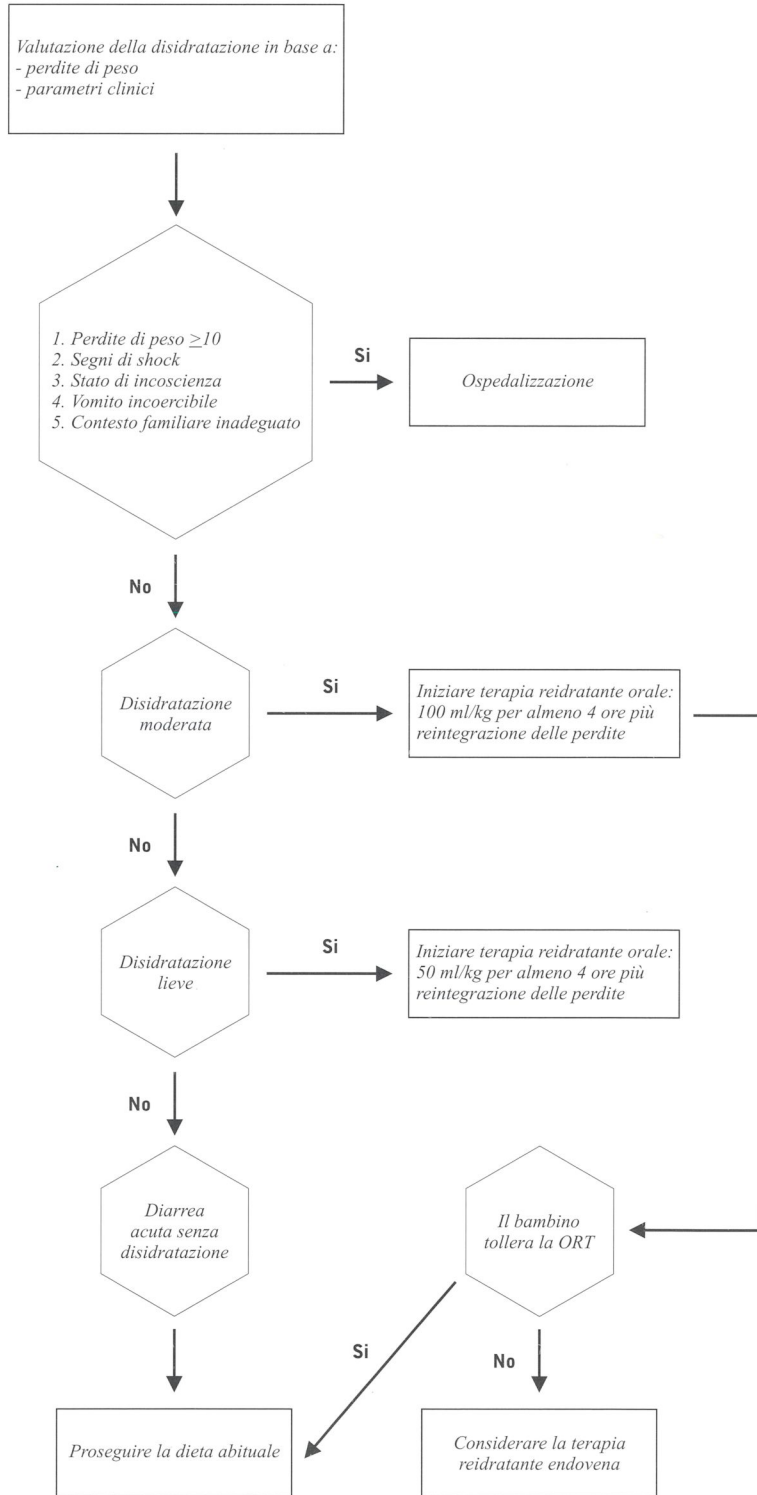 Valutazione della disidratazione in base a:
- perdite di peso
- parametri clinici
1. Perdite di peso ≥10
2. Segni di shock
3. Stato di incoscienza
4. Vomito incoercibile
5. Contesto familiare inadeguato
Si
Ospedalizzazione
No
Disidratazione
moderata
Si
Iniziare terapia reidratante orale:
100 ml/kg per almeno 4 ore più
reintegrazione delle perdite
No
Disidratazione
lieve
Si
Iniziare terapia reidratante orale:
50 ml/kg per almeno 4 ore più
reintegrazione delle perdite
No
Diarrea
acuta senza
disidratazione
Il bambino
tollera la ORT
Si
No
Proseguire la dieta abituale
Considerare la terapia
reidratante endovena